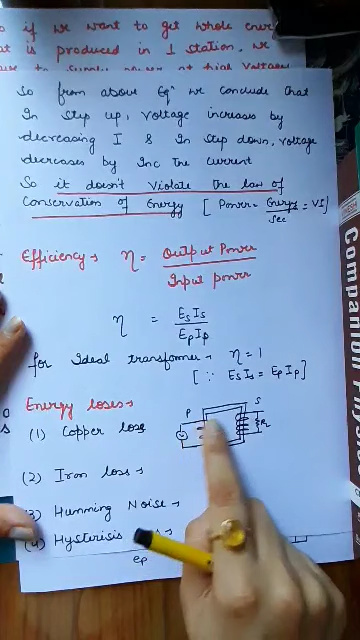 if we want to get whole
is produced in 1 station, we
So from above Eqⁿ we conclude that
In step up, voltage increases by
decreasing I & In step down, voltage
decreases by Inc the current
So it doesn't violate the law of
Conservation of Energy [Power = Energy/sec = VI]
Efficiency → η = Output Power / Input power
η = EsIs / EpIp
for Ideal transformer → η = 1
[∵ EsIs = EpIp]
Energy loses →
P S
(1) Copper loss
RL
(2) Iron loss →
(3) Humming Noise →
(4) Hysterisis
ep
Companion